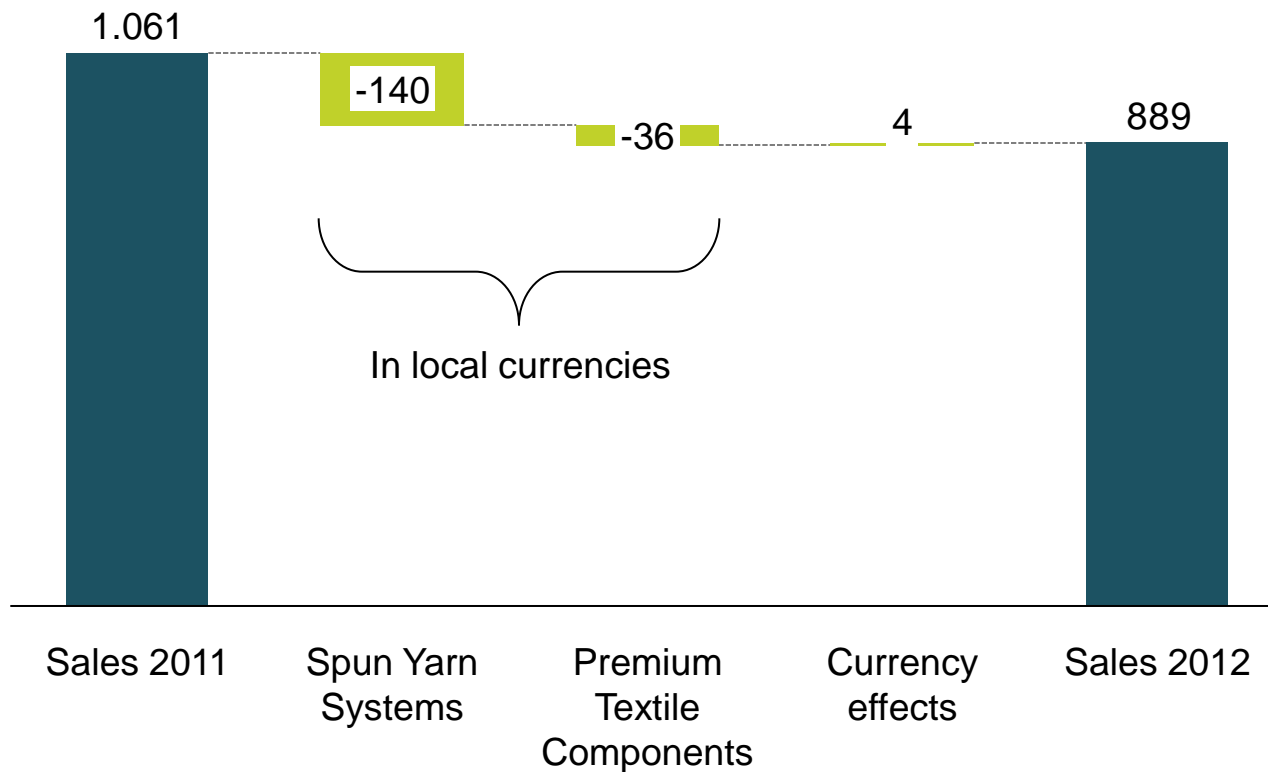 1.061
-140
-36
4
889
In local currencies
Sales 2011
Spun Yarn
Systems
Premium
Textile
Components
Currency
effects
Sales 2012